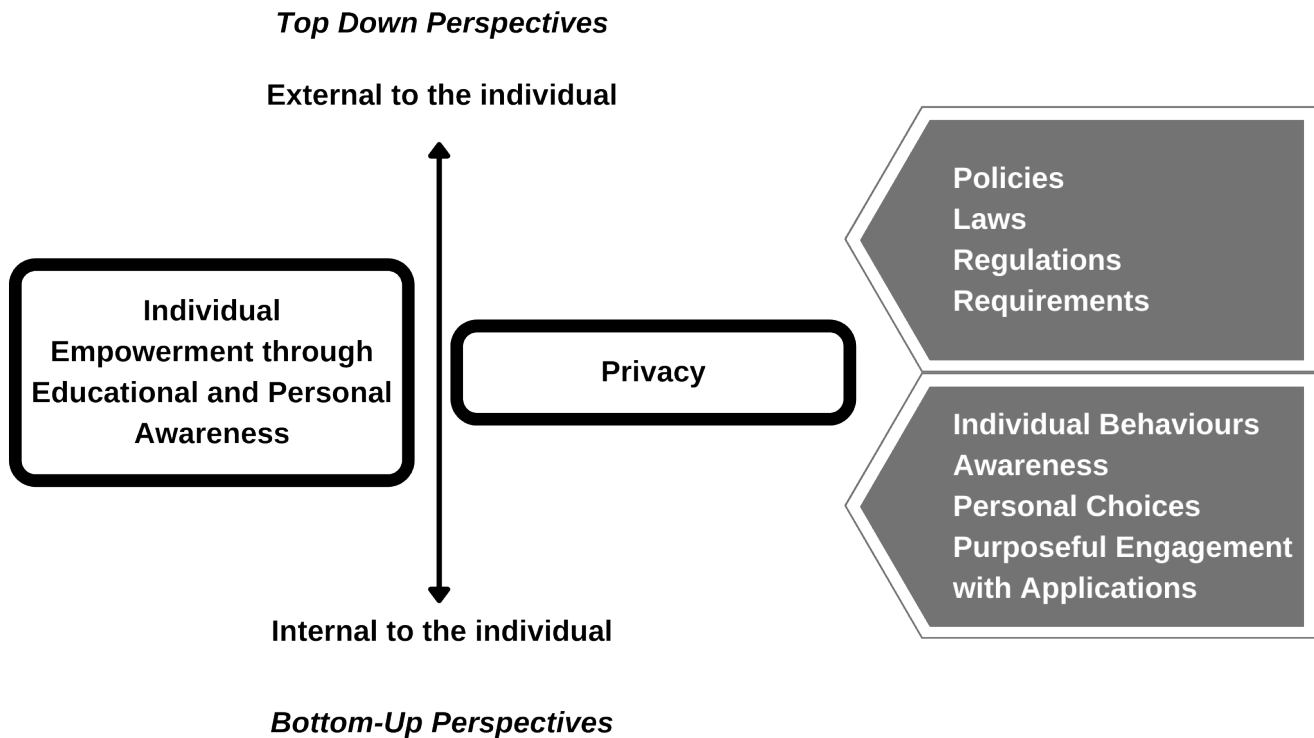 Top Down Perspectives
External to the individual
Individual
Empowerment through
Educational and Personal
Awareness
Privacy
Policies
Laws
Regulations
Requirements
Individual Behaviours
Awareness
Personal Choices
Purposeful Engagement
with Applications
Internal to the individual
Bottom-Up Perspectives